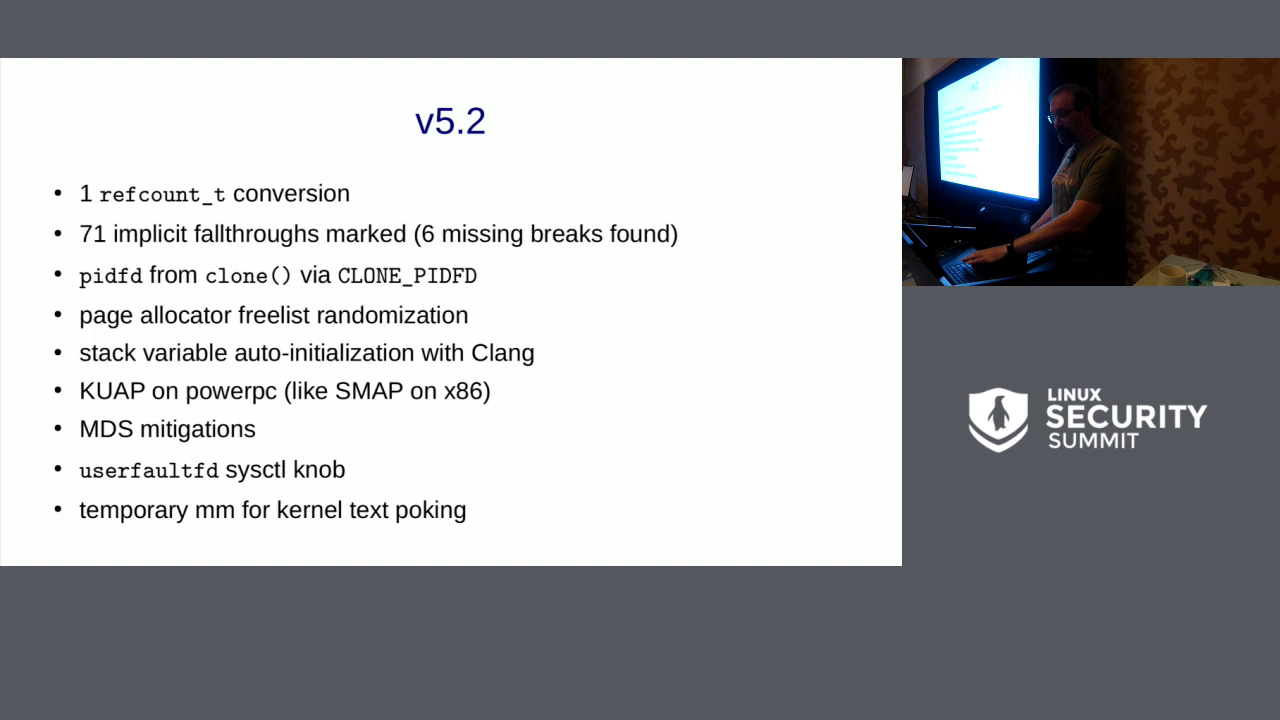 v5.2
• 1 refcount_t conversion
• 71 implicit fallthroughs marked (6 missing breaks found)
• pidfd from clone() via CLONE_PIDFD
• page allocator freelist randomization
• stack variable auto-initialization with Clang
• KUAP on powerpc (like SMAP on x86)
• MDS mitigations
• userfaultfd sysctl knob
• temporary mm for kernel text poking
LINUX
SECURITY
SUMMIT